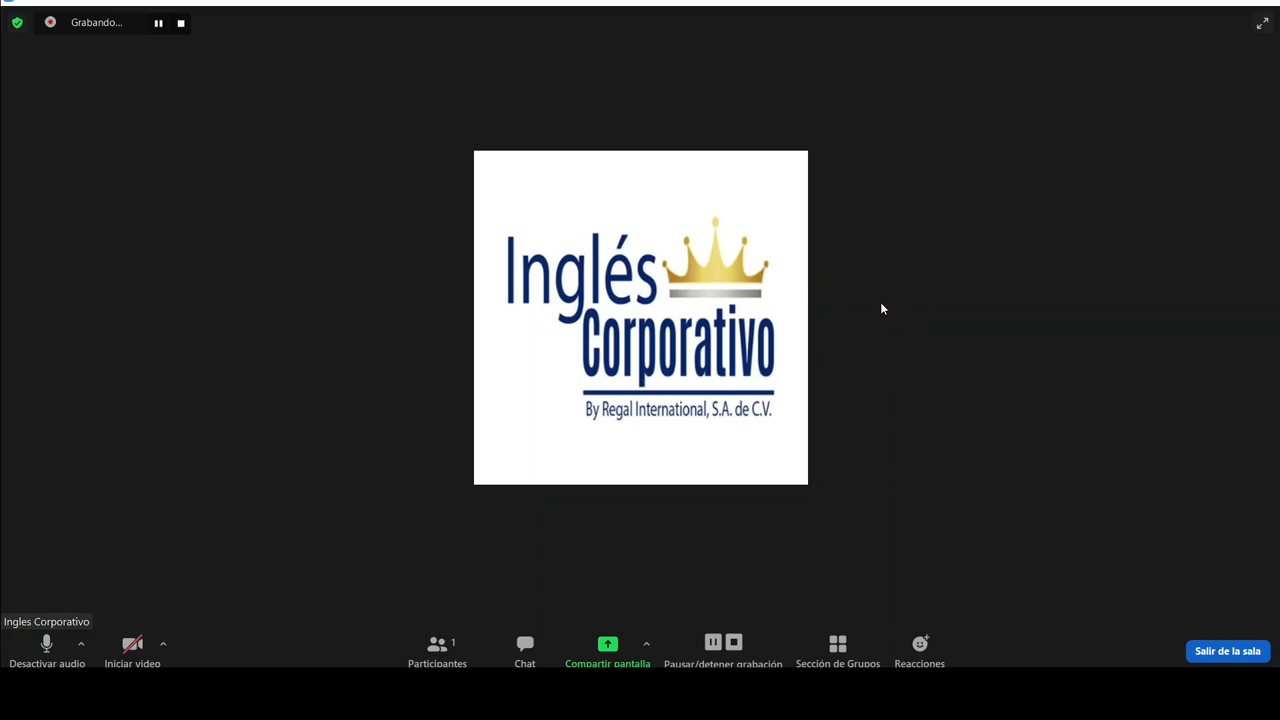 Grabando...
Inglés
Corporativo
By Regal International, S.A. de C.V.
Ingles Corporativo
1
Desactivar audio
Iniciar video
Participantes
Chat
Compartir pantalla
Pausar/detener grabación
Sección de Grupos
Reacciones
Salir de la sala